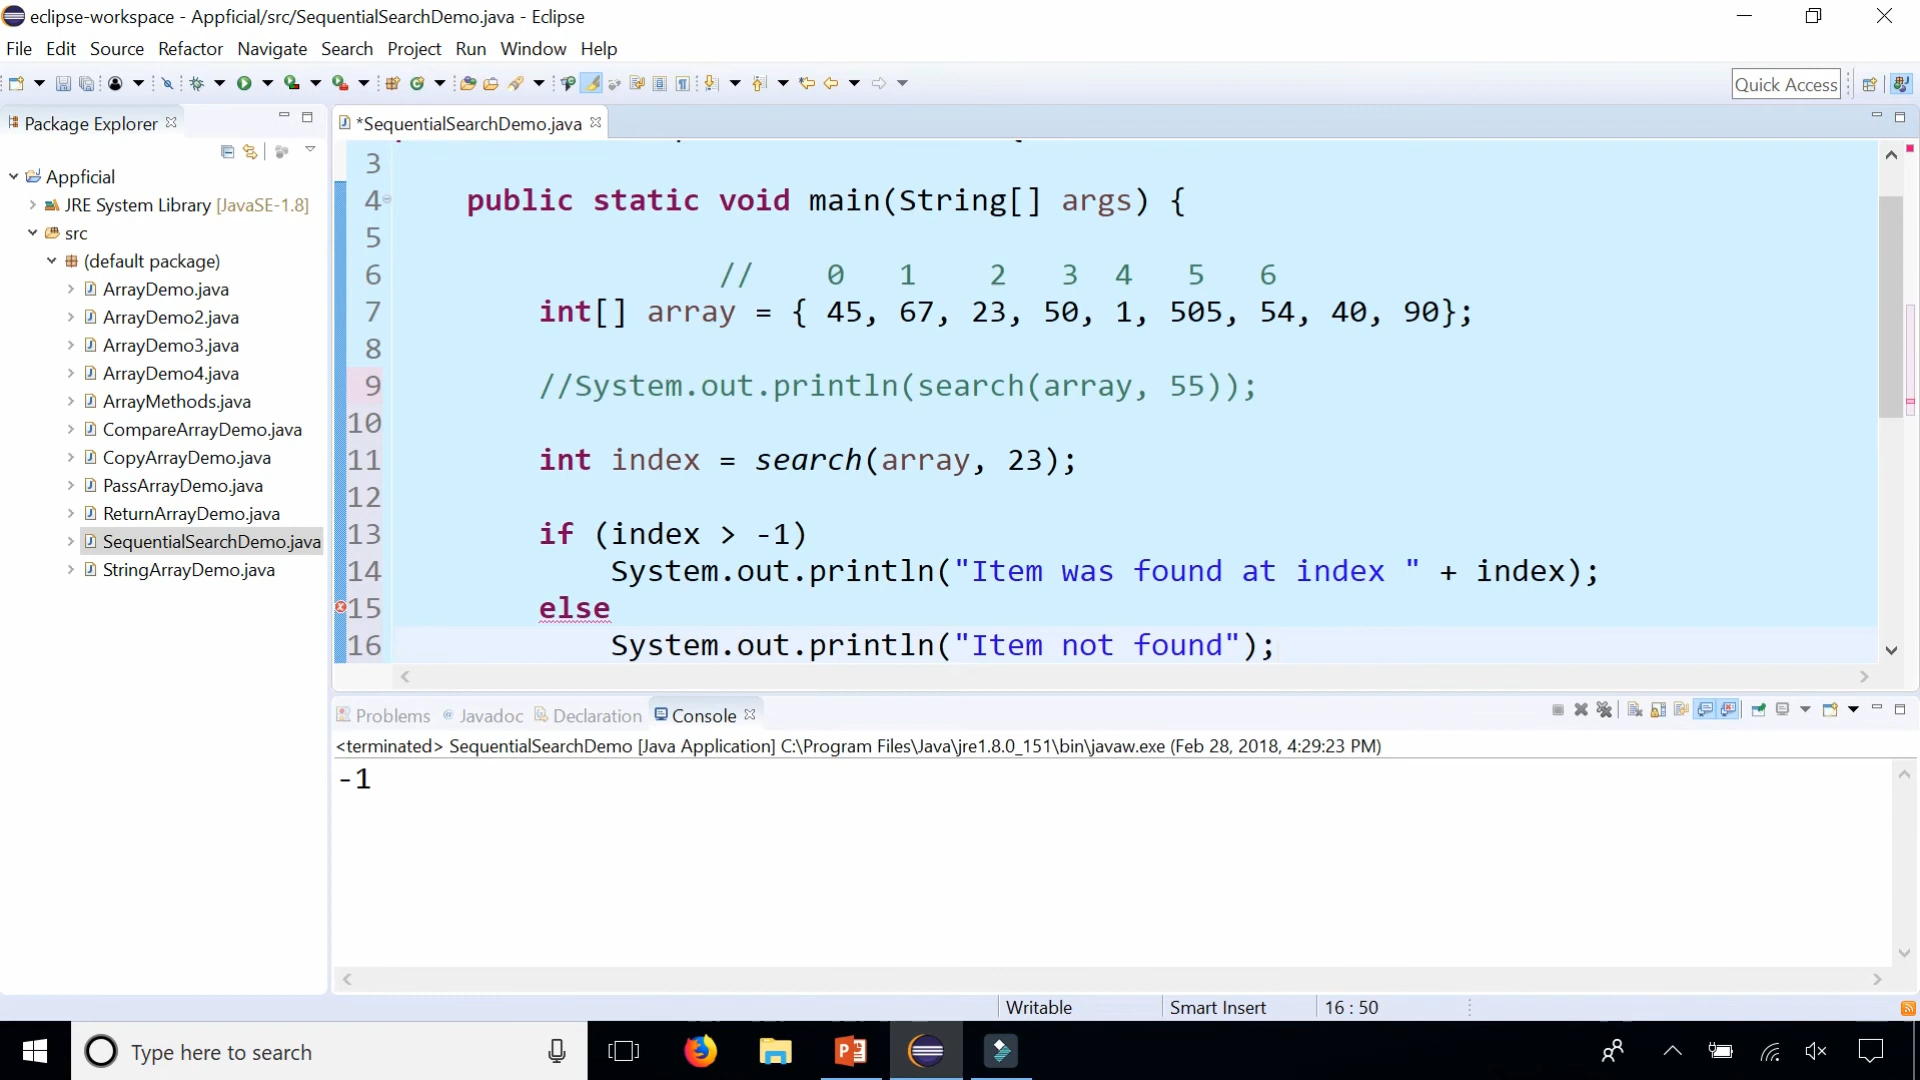 eclipse-workspace - Appficial/src/SequentialSearchDemo.java - Eclipse
File Edit Source Refactor Navigate Search Project Run Window Help
Quick Access
Package Explorer
*SequentialSearchDemo.java
Appficial
JRE System Library [JavaSE-1.8]
src
(default package)
ArrayDemo.java
ArrayDemo2.java
ArrayDemo3.java
ArrayDemo4.java
ArrayMethods.java
CompareArrayDemo.java
CopyArrayDemo.java
PassArrayDemo.java
ReturnArrayDemo.java
SequentialSearchDemo.java
StringArrayDemo.java
3
4 public static void main(String[] args) {
5
6 // 0 1 2 3 4 5 6
7 int[] array = { 45, 67, 23, 50, 1, 505, 54, 40, 90};
8
9 //System.out.println(search(array, 55));
10
11 int index = search(array, 23);
12
13 if (index > -1)
14 System.out.println("Item was found at index " + index);
15 else
16 System.out.println("Item not found");
Problems @ Javadoc Declaration Console
<terminated> SequentialSearchDemo [Java Application] C:\Program Files\Java\jre1.8.0_151\bin\javaw.exe (Feb 28, 2018, 4:29:23 PM)
-1
Writable Smart Insert 16 : 50
Type here to search